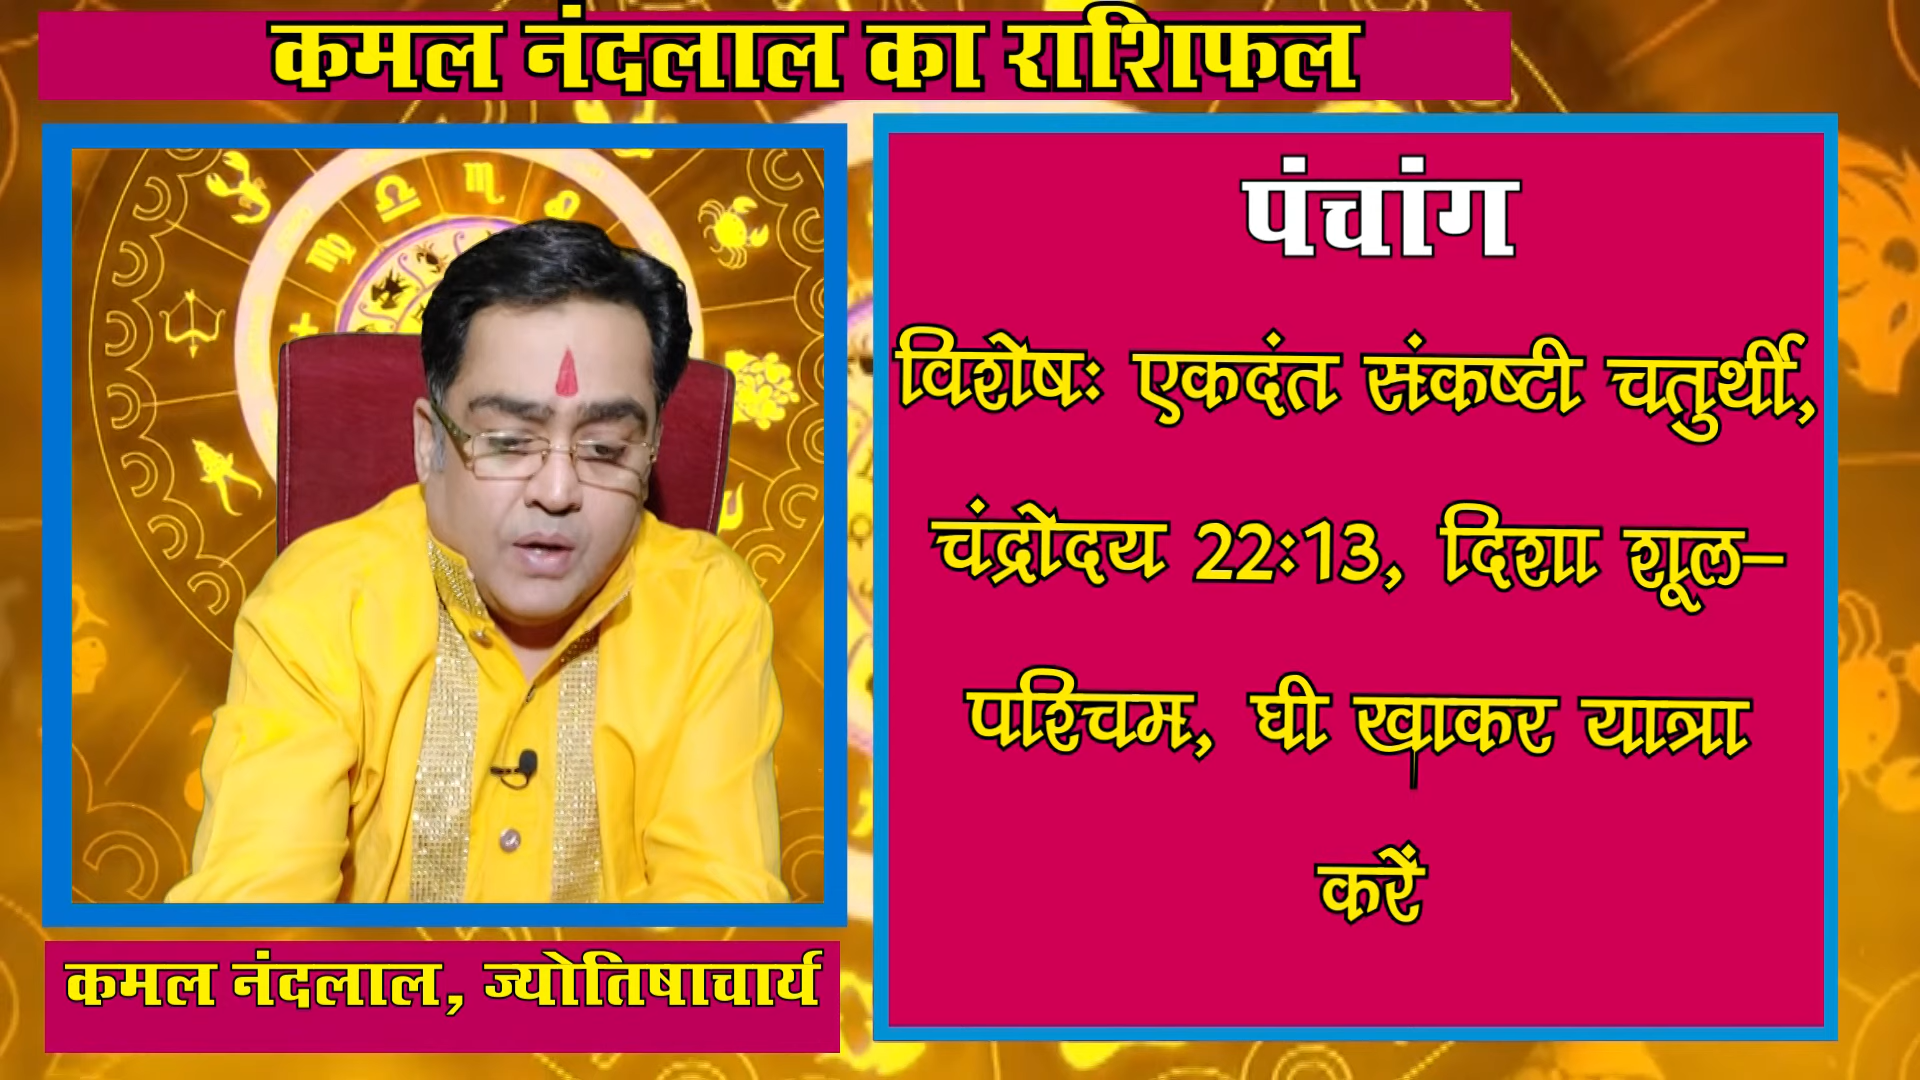 कमल नंदलाल का राशिफल
पंचांग
विशेषः एकदंत संकष्टी चतुर्थी,
चंद्रोदय 22:13, दिशा शूल-
पश्चिम, घी खाकर यात्रा
करें
कमल नंदलाल, ज्योतिषाचार्य